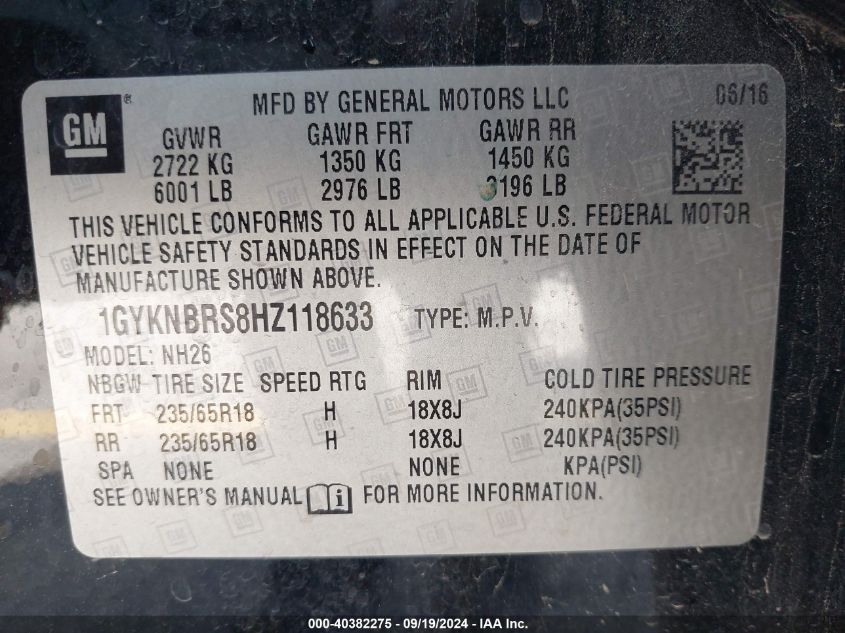 GM ®
MFD BY GENERAL MOTORS LLC 06/16
GVWR GAWR FRT GAWR RR
2722 KG 1350 KG 1450 KG
6001 LB 2976 LB 3196 LB
THIS VEHICLE CONFORMS TO ALL APPLICABLE U.S. FEDERAL MOTOR
VEHICLE SAFETY STANDARDS IN EFFECT ON THE DATE OF
MANUFACTURE SHOWN ABOVE.
1GYKNBRS8HZ118633 TYPE: M.P.V.
MODEL: NH26
NBGW TIRE SIZE SPEED RTG RIM COLD TIRE PRESSURE
FRT 235/65R18 H 18X8J 240KPA(35PSI)
RR 235/65R18 H 18X8J 240KPA(35PSI)
SPA NONE NONE KPA(PSI)
SEE OWNER'S MANUAL i FOR MORE INFORMATION.
000-40382275 - 09/19/2024 - IAA Inc.